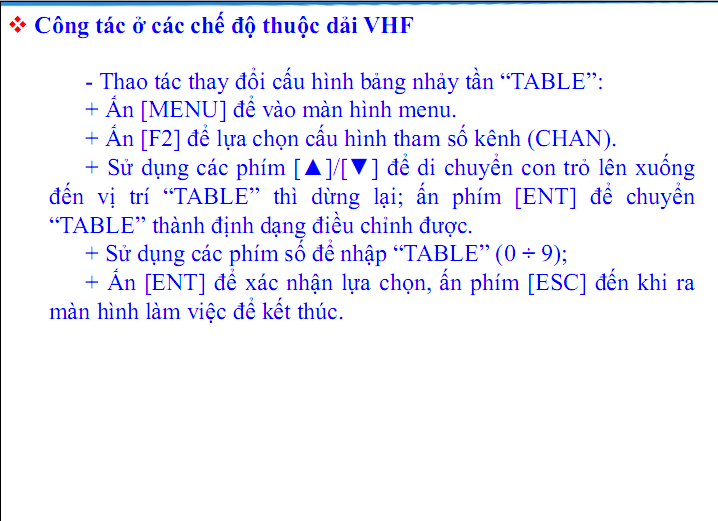 ❖ Công tác ở các chế độ thuộc dải VHF
- Thao tác thay đổi cấu hình bảng nhảy tần “TABLE”:
+ Ấn [MENU] để vào màn hình menu.
+ Ấn [F2] để lựa chọn cấu hình tham số kênh (CHAN).
+ Sử dụng các phím [▲]/[▼] để di chuyển con trỏ lên xuống
đến vị trí “TABLE” thì dừng lại; ấn phím [ENT] để chuyển
“TABLE” thành định dạng điều chỉnh được.
+ Sử dụng các phím số để nhập “TABLE” (0 ÷ 9);
+ Ấn [ENT] để xác nhận lựa chọn, ấn phím [ESC] đến khi ra
màn hình làm việc để kết thúc.